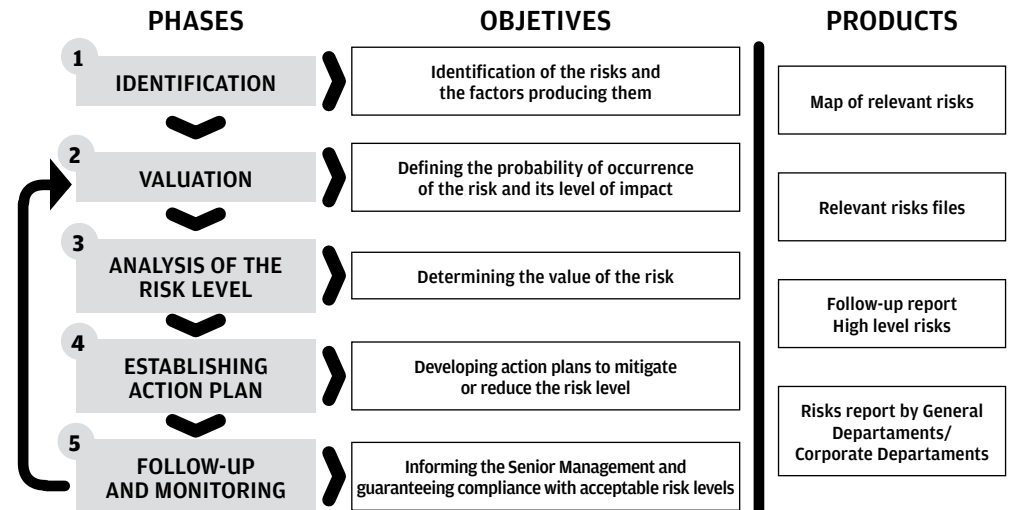 PHASES
OBJETIVES
PRODUCTS
1
IDENTIFICATION
Identification of the risks and
the factors producing them
2
VALUATION
Defining the probability of occurrence
of the risk and its level of impact
3
ANALYSIS OF THE
RISK LEVEL
Determining the value of the risk
4
ESTABLISHING
ACTION PLAN
Developing action plans to mitigate
or reduce the risk level
5
FOLLOW-UP
AND MONITORING
Informing the Senior Management and
guaranteeing compliance with acceptable risk levels
Map of relevant risks
Relevant risks files
Follow-up report
High level risks
Risks report by General
Departaments/
Corporate Departaments